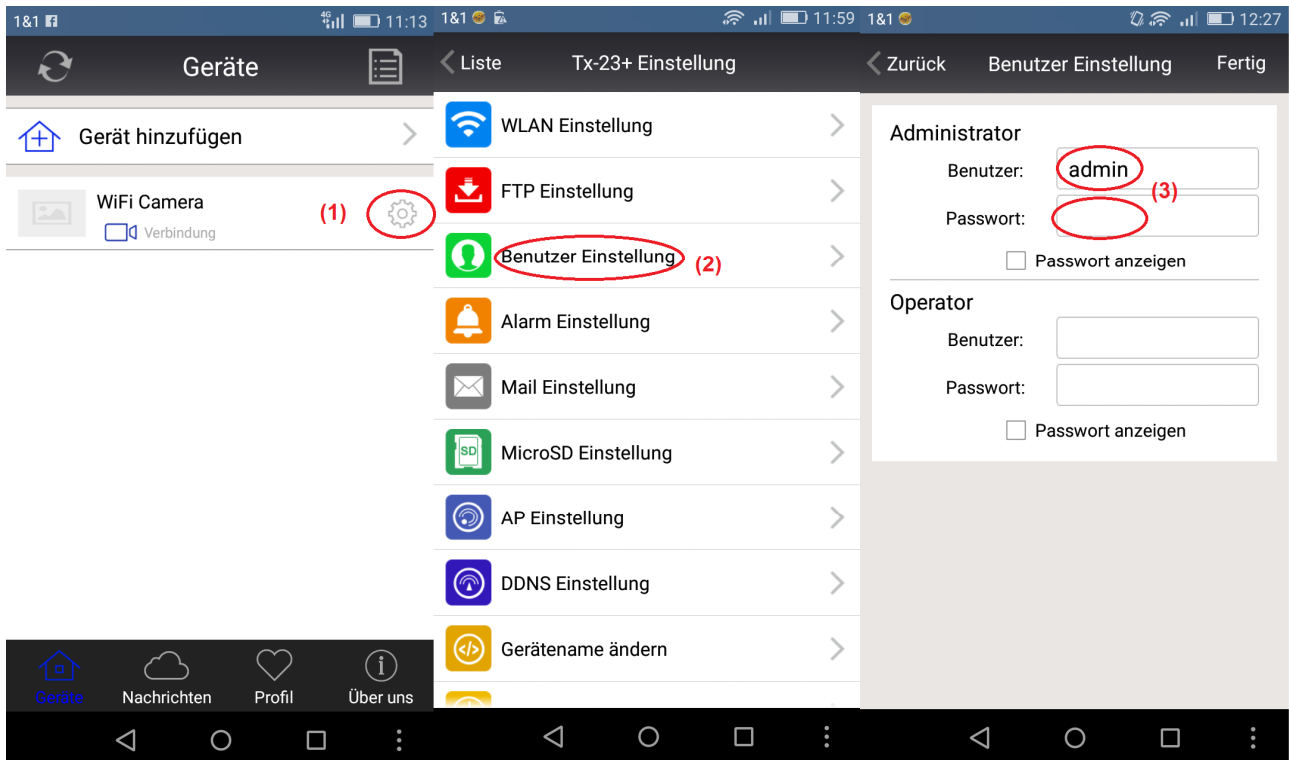 1&1 4G 11:13
Geräte
Gerät hinzufügen
WiFi Camera
(1)
Verbindung
Geräte Nachrichten Profil Über uns
1&1 11:59
Liste Tx-23+ Einstellung
WLAN Einstellung
FTP Einstellung
Benutzer Einstellung (2)
Alarm Einstellung
Mail Einstellung
SD MicroSD Einstellung
AP Einstellung
DDNS Einstellung
Gerätename ändern
1&1 12:27
Zurück Benutzer Einstellung Fertig
Administrator
Benutzer: admin
(3)
Passwort:
Passwort anzeigen
Operator
Benutzer:
Passwort:
Passwort anzeigen